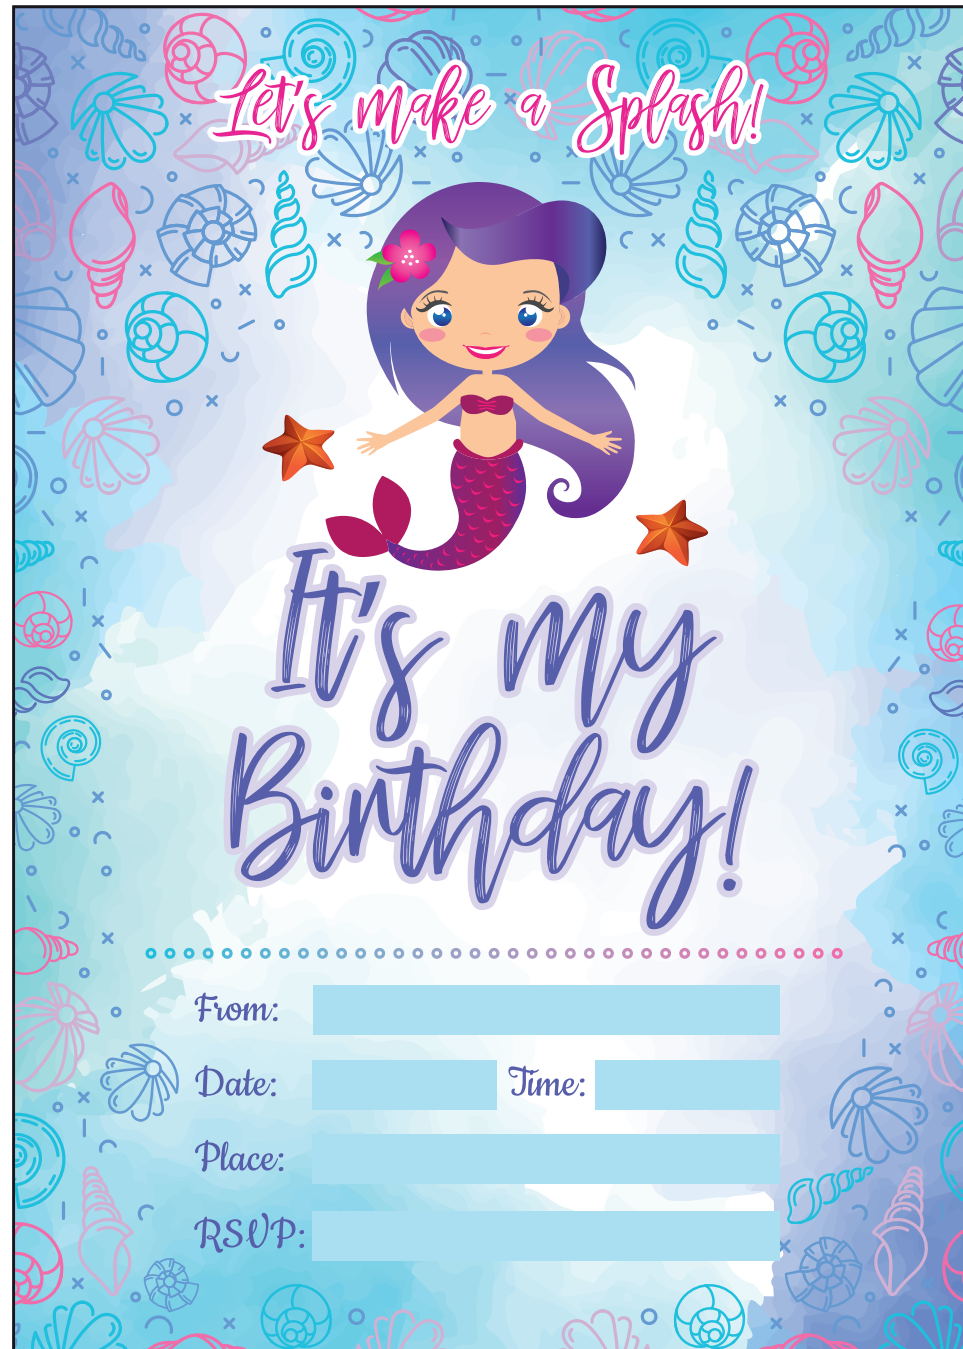 Let's make a Splash!
It's my
Birthday!
From:
Date: Time:
Place:
RSVP: